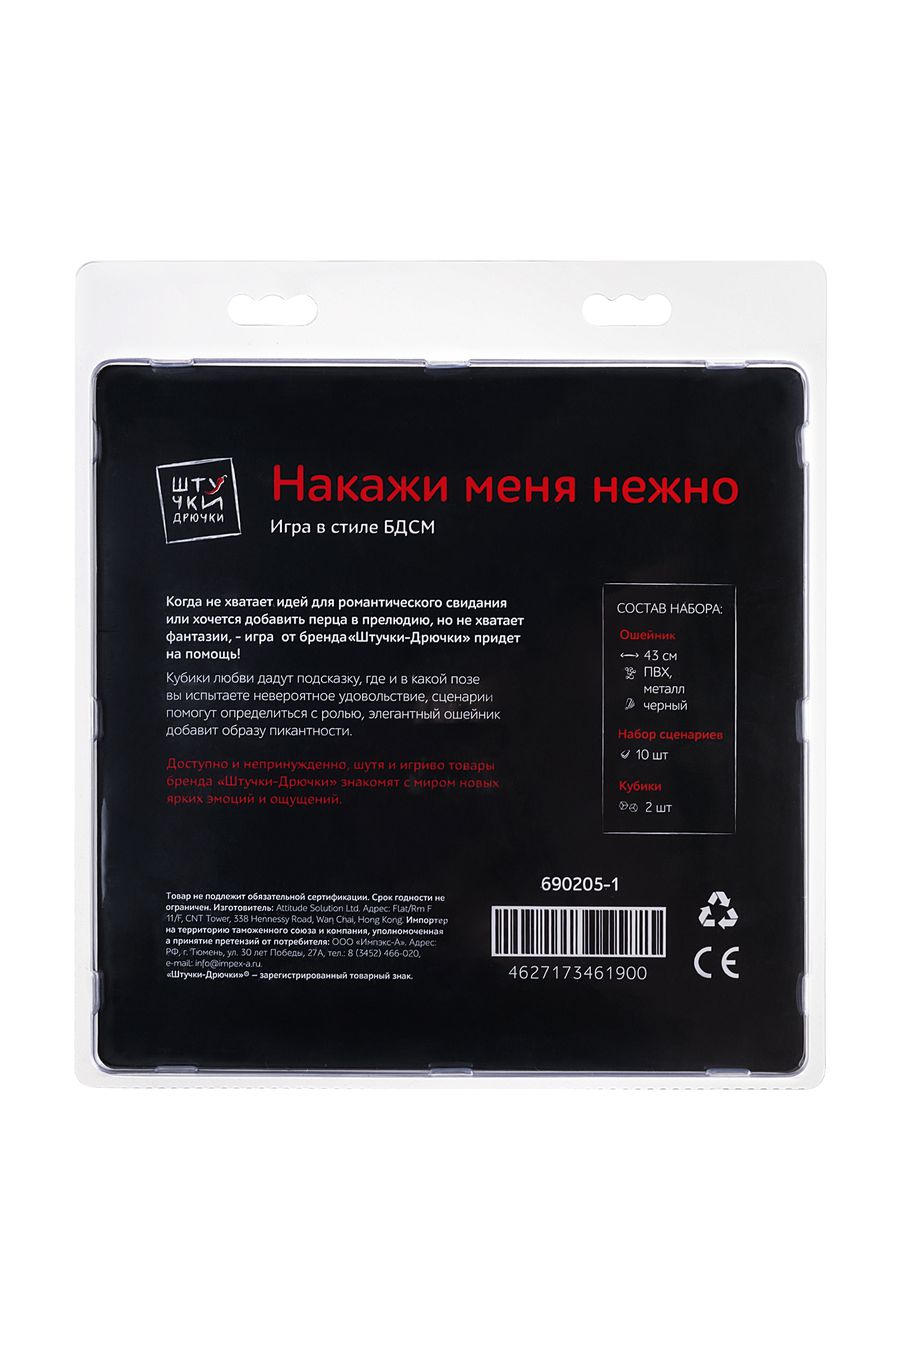 ШТУ
ЧКИ
ДРЮЧКИ
Накажи меня нежно
Игра в стиле БДСМ
Когда не хватает идей для романтического свидания
или хочется добавить перца в прелюдию, но не хватает
фантазии, - игра от бренда «Штучки-Дрючки» придет
на помощь!
Кубики любви дадут подсказку, где и в какой позе
вы испытаете невероятное удовольствие, сценарии
помогут определиться с ролью, элегантный ошейник
добавит образу пикантности.
Доступно и непринужденно, шутя и игриво товары
бренда «Штучки-Дрючки» знакомят с миром новых
ярких эмоций и ощущений.
СОСТАВ НАБОРА:
Ошейник
43 см
ПВХ,
металл
черный
Набор сценариев
10 шт
Кубики
2 шт
Товар не подлежит обязательной сертификации. Срок годности не
ограничен. Изготовитель: Attitude Solution Ltd. Адрес: Flat/Rm F
11/F, CNT Tower, 338 Hennessy Road, Wan Chai, Hong Kong. Импортер
на территорию таможенного союза и компания, уполномоченная
а принятие претензий от потребителя: ООО «Импэкс-А». Адрес:
РФ, г. Тюмень, ул. 30 лет Победы, 27А, тел.: 8 (3452) 466-020,
e-mail: info@impex-a.ru.
«Штучки-Дрючки»® – зарегистрированный товарный знак.
690205-1
4627173461900
CE